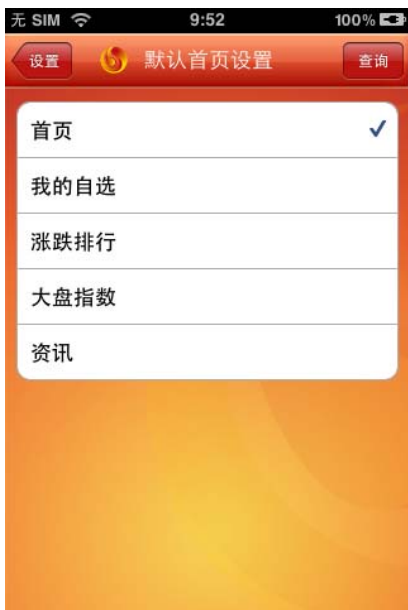 无 SIM 9:52 100%
设置 默认首页设置 查询
首页
我的自选
涨跌排行
大盘指数
资讯